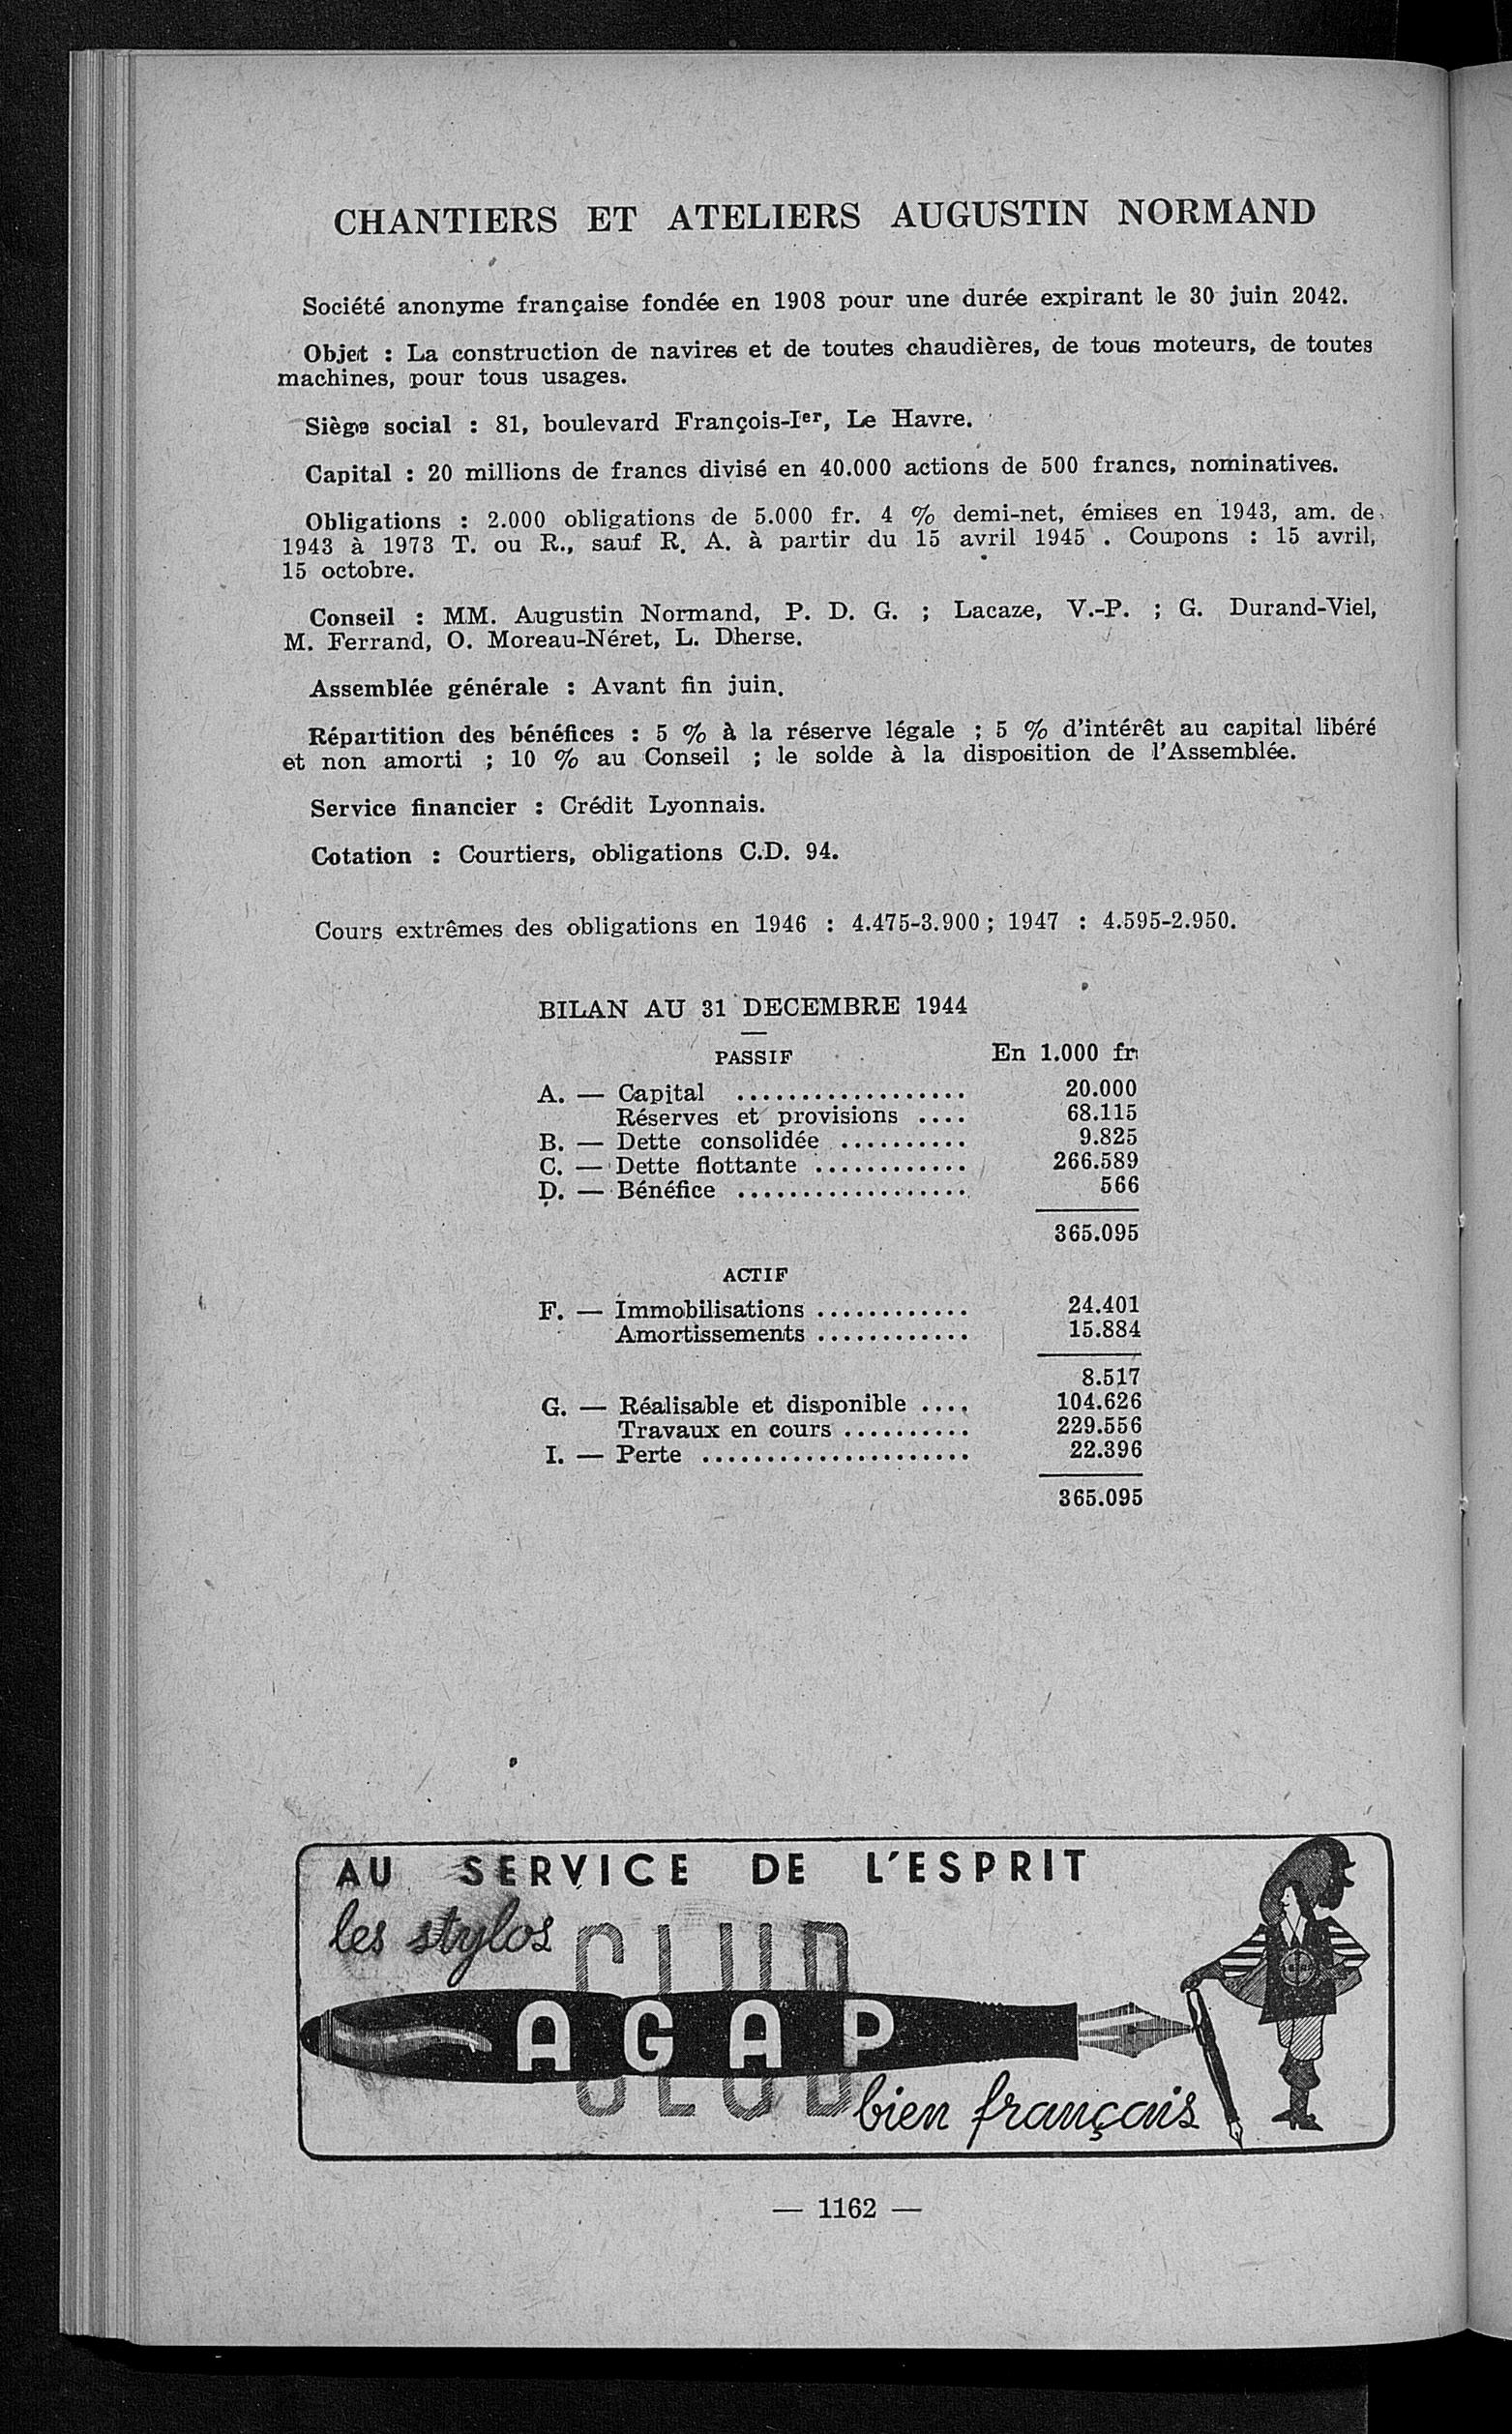 CHANTIERS ET ATELIERS AUGUSTIN NORMAND
Société anonyme française fondée en 1908 pour une durée expirant le 30 juin 2042.
Objet : La construction de navires et de toutes chaudières, de tous moteurs, de toutes
machines, pour tous usages.
Siège social : 81, boulevard François-Ier, Le Havre.
Capital : 20 millions de francs divisé en 40.000 actions de 500 francs, nominatives.
Obligations : 2.000 obligations de 5.000 fr. 4 % demi-net, émises en 1943, am. de
1943 à 1973 T. ou R., sauf R. A. à partir du 15 avril 1945 . Coupons : 15 avril,
15 octobre.
Conseil : MM. Augustin Normand, P. D. G. ; Lacaze, V.-P. ; G. Durand-Viel,
M. Ferrand, O. Moreau-Néret, L. Dherse.
Assemblée générale : Avant fin juin.
Répartition des bénéfices : 5 % à la réserve légale ; 5 % d'intérêt au capital libéré
et non amorti ; 10 % au Conseil ; le solde à la disposition de l'Assemblée.
Service financier : Crédit Lyonnais.
Cotation : Courtiers, obligations C.D. 94.
Cours extrêmes des obligations en 1946 : 4.475-3.900 ; 1947 : 4.595-2.950.
BILAN AU 31 DECEMBRE 1944
PASSIF En 1.000 fr
A. — Capital .................. 20.000
Réserves et provisions .... 68.115
B. — Dette consolidée .......... 9.825
C. — Dette flottante ............ 266.589
D. — Bénéfice .................. 566
365.095
ACTIF
F. — Immobilisations ............ 24.401
Amortissements ............ 15.884
8.517
G. — Réalisable et disponible .... 104.626
Travaux en cours .......... 229.556
I. — Perte ..................... 22.396
365.095
AU SERVICE DE L'ESPRIT
les stylos
CLUB
AGAP
bien français
— 1162 —